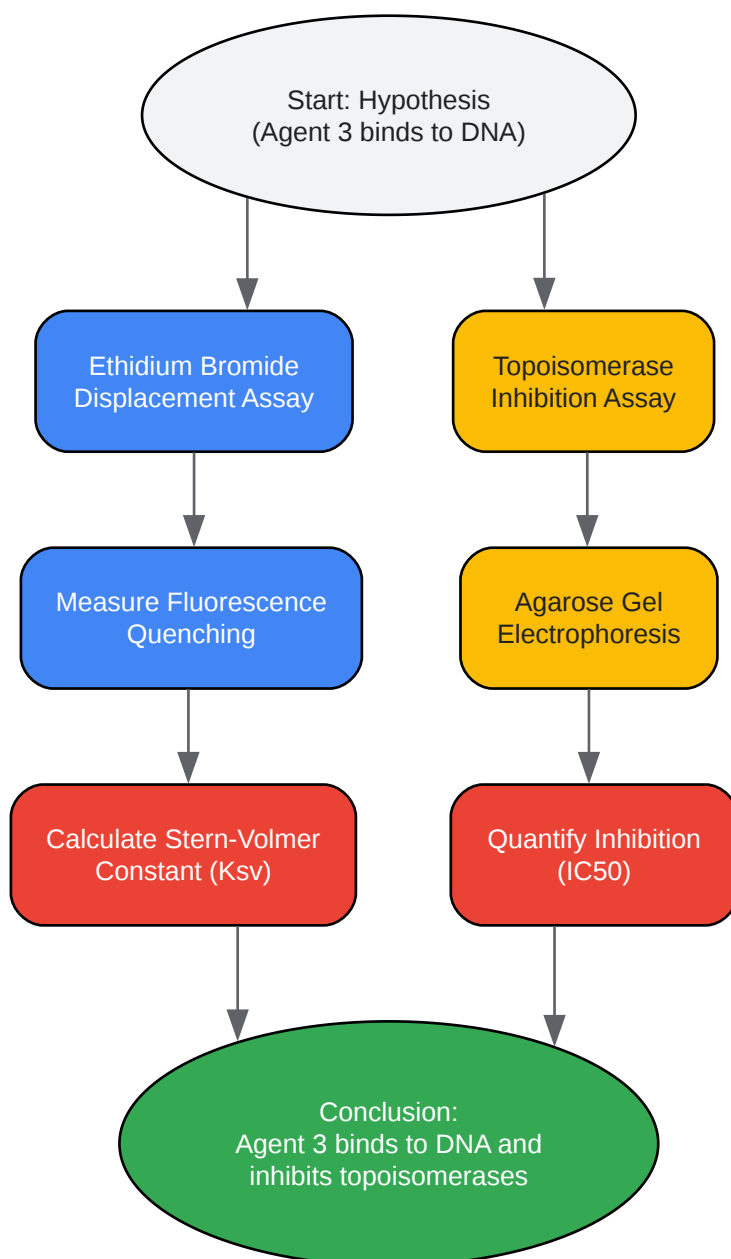 Start: Hypothesis
(Agent 3 binds to DNA)
Ethidium Bromide
Displacement Assay
Topoisomerase
Inhibition Assay
Measure Fluorescence
Quenching
Agarose Gel
Electrophoresis
Calculate Stern-Volmer
Constant (Ksv)
Quantify Inhibition
(IC50)
Conclusion:
Agent 3 binds to DNA and
inhibits topoisomerases